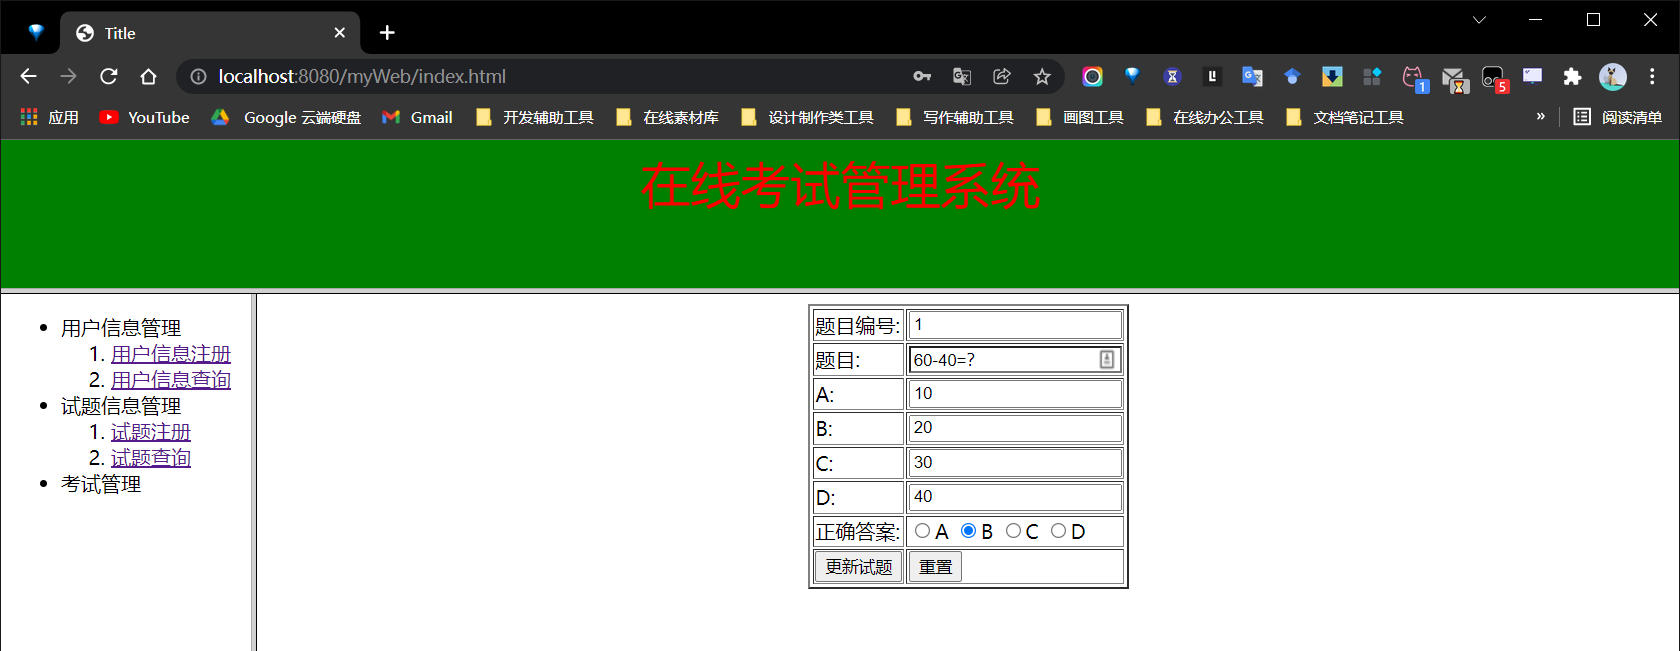 Title
localhost:8080/myWeb/index.html
1
5
应用 YouTube Google 云端硬盘 Gmail 开发辅助工具 在线素材库 设计制作类工具 写作辅助工具 画图工具 在线办公工具 文档笔记工具 » 阅读清单
在线考试管理系统
用户信息管理
1. 用户信息注册
2. 用户信息查询
试题信息管理
1. 试题注册
2. 试题查询
考试管理
题目编号: 1
题目: 60-40=?
A: 10
B: 20
C: 30
D: 40
正确答案: A B C D
更新试题 重置